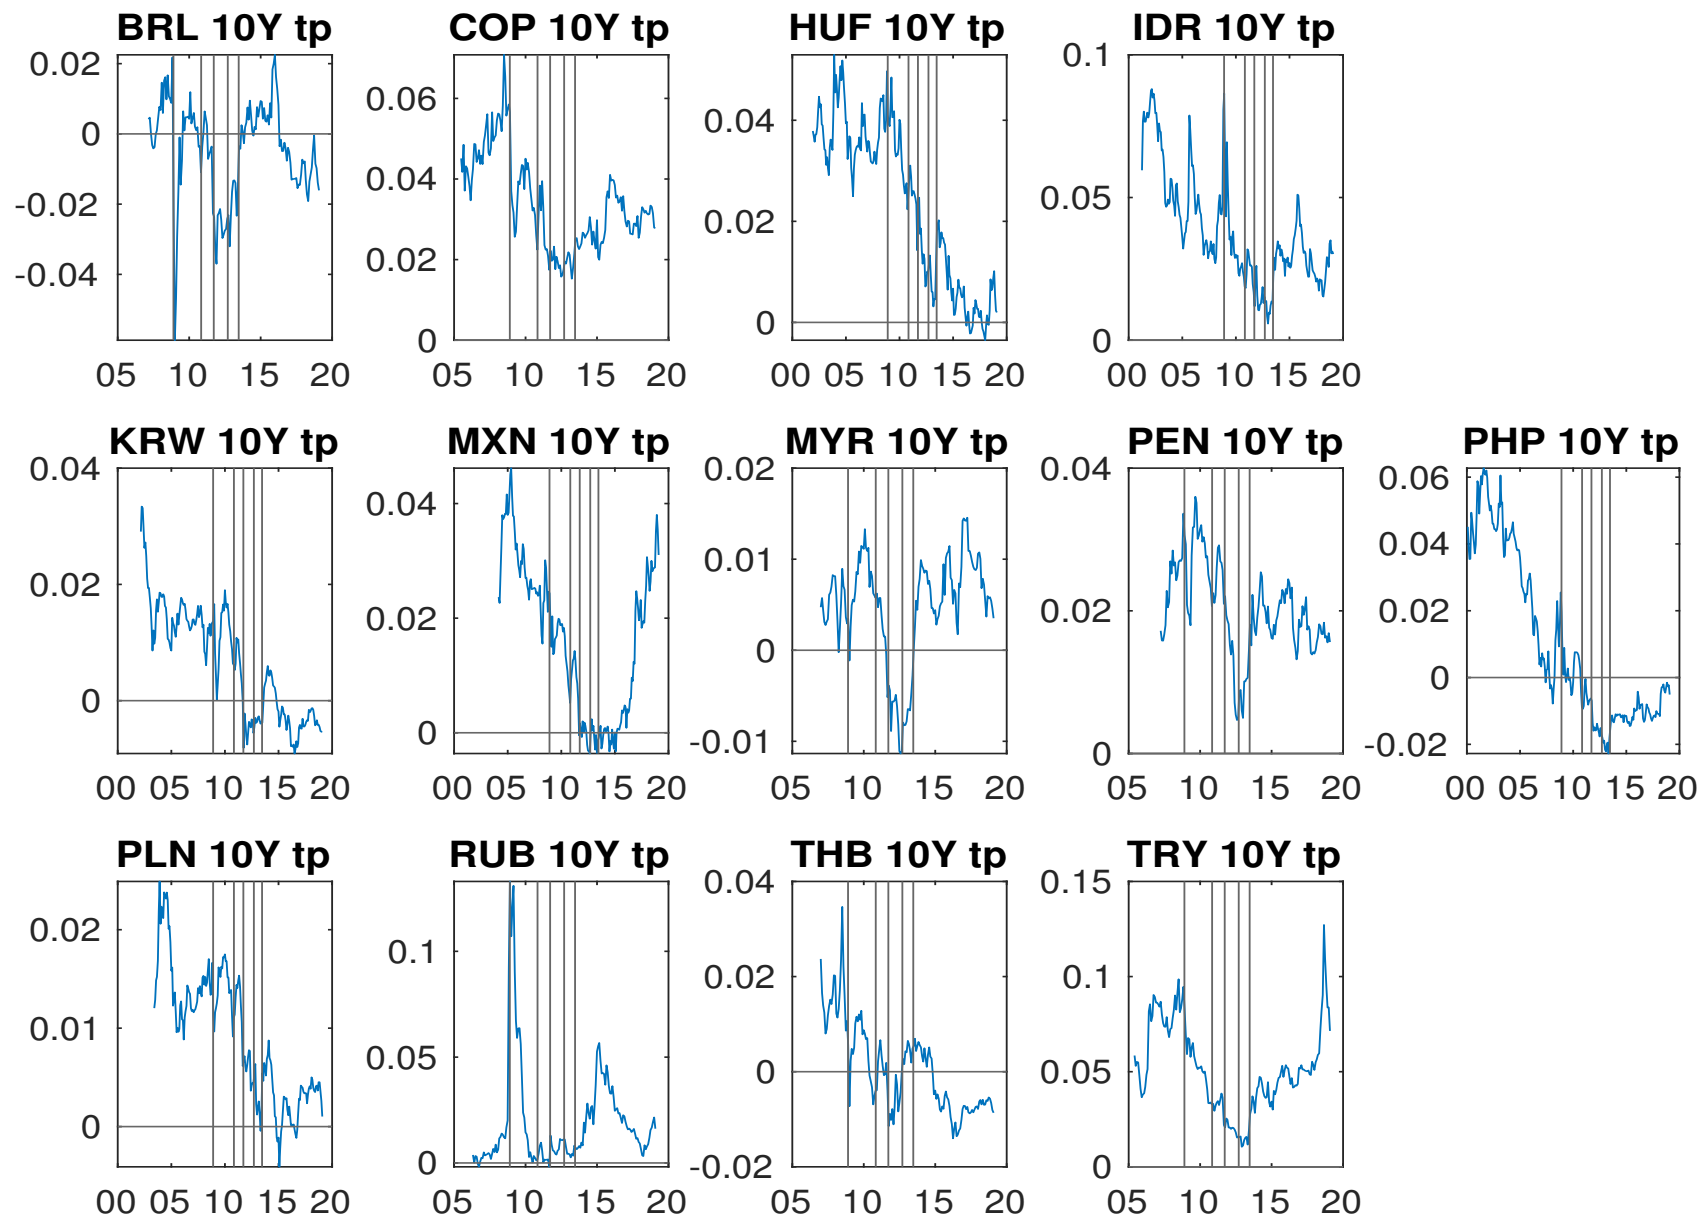 BRL 10Y tp COP 10Y tp HUF 10Y tp IDR 10Y tp
0.02 0 -0.02 -0.04
05 10 15 20
0.06 0.04 0.02 0
05 10 15 20
0.04 0.02 0
00 05 10 15 20
0.1 0.05 0
00 05 10 15 20
KRW 10Y tp MXN 10Y tp MYR 10Y tp PEN 10Y tp PHP 10Y tp
0.04 0.02 0
00 05 10 15 20
0.04 0.02 0
00 05 10 15 20
0.02 0.01 0 -0.01
05 10 15 20
0.04 0.02 0
05 10 15 20
0.06 0.04 0.02 0 -0.02
00 05 10 15 20
PLN 10Y tp RUB 10Y tp THB 10Y tp TRY 10Y tp
0.02 0.01 0
00 05 10 15 20
0.1 0.05 0
05 10 15 20
0.04 0.02 0 -0.02
05 10 15 20
0.15 0.1 0.05 0
05 10 15 20